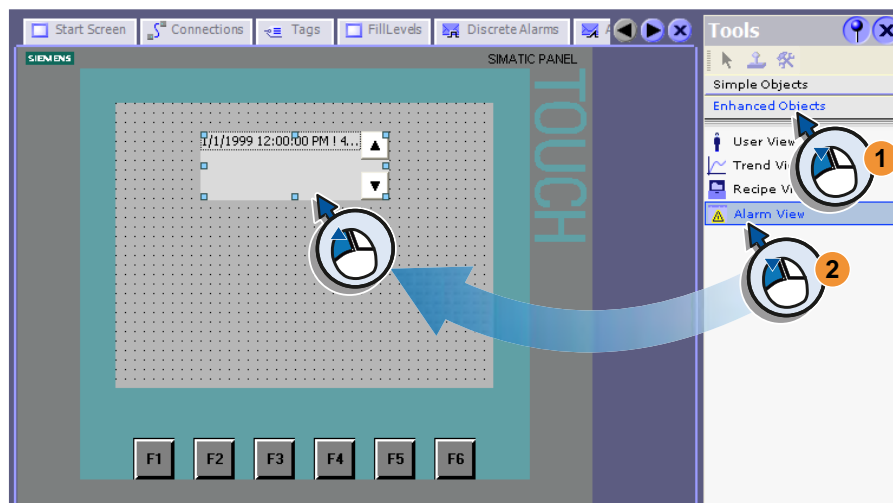 Start Screen
Connections
Tags
FillLevels
Discrete Alarms
Tools
SIEMENS
SIMATIC PANEL
TOUCH
1/1/1999 12:00:00 PM ! 4...
Simple Objects
Enhanced Objects
User View
Trend Vi
Recipe Vi
Alarm View
1
2
F1
F2
F3
F4
F5
F6